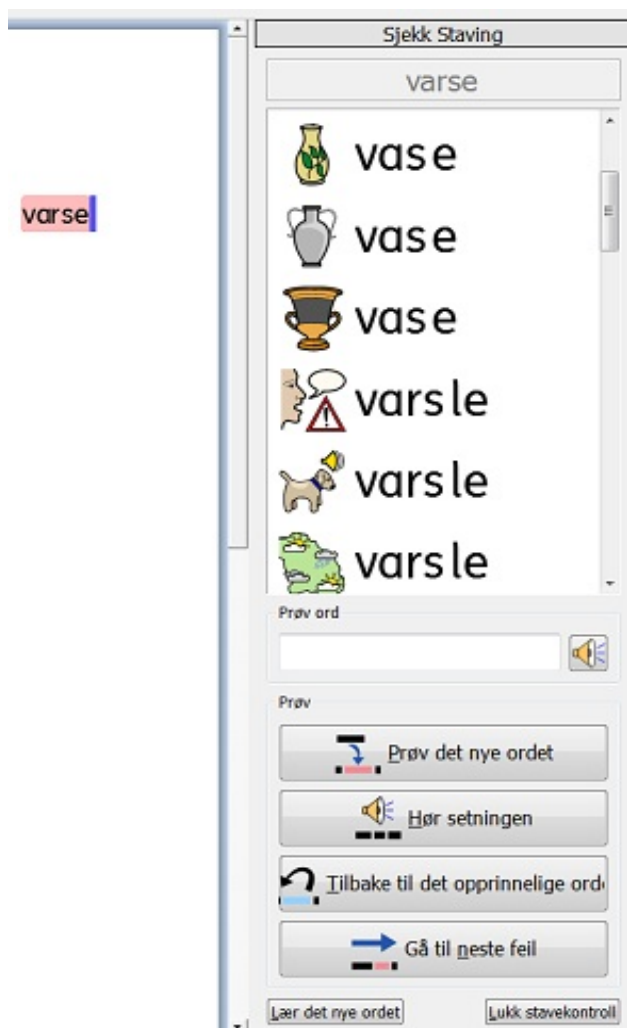 Sjekk Staving
varse
vase
varse
vase
vase
varsle
varsle
varsle
Prøv ord
Prøv
Prøv det nye ordet
Hør setningen
Tilbake til det opprinnelige orde
Gå til neste feil
Lær det nye ordet
Lukk stavekontroll